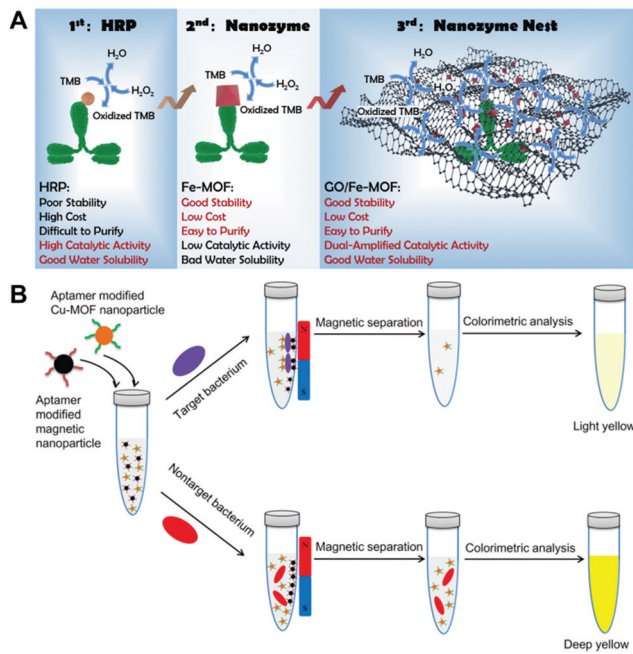 A
1st: HRP
2nd: Nanozyme
3rd: Nanozyme Nest
H2O
TMB
H2O2
Oxidized TMB
H2O
TMB
H2O2
Oxidized TMB
H2O
TMB
H2O2
Oxidized TMB
HRP:
Poor Stability
High Cost
Difficult to Purify
High Catalytic Activity
Good Water Solubility
Fe-MOF:
Good Stability
Low Cost
Easy to Purify
Low Catalytic Activity
Bad Water Solubility
GO/Fe-MOF:
Good Stability
Low Cost
Easy to Purify
Dual-Amplified Catalytic Activity
Good Water Solubility
B
Aptamer modified
Cu-MOF nanoparticle
Aptamer
modified
magnetic
nanoparticle
Target bacterium
N
S
Magnetic separation
Colorimetric analysis
Light yellow
Nontarget bacterium
N
S
Magnetic separation
Colorimetric analysis
Deep yellow